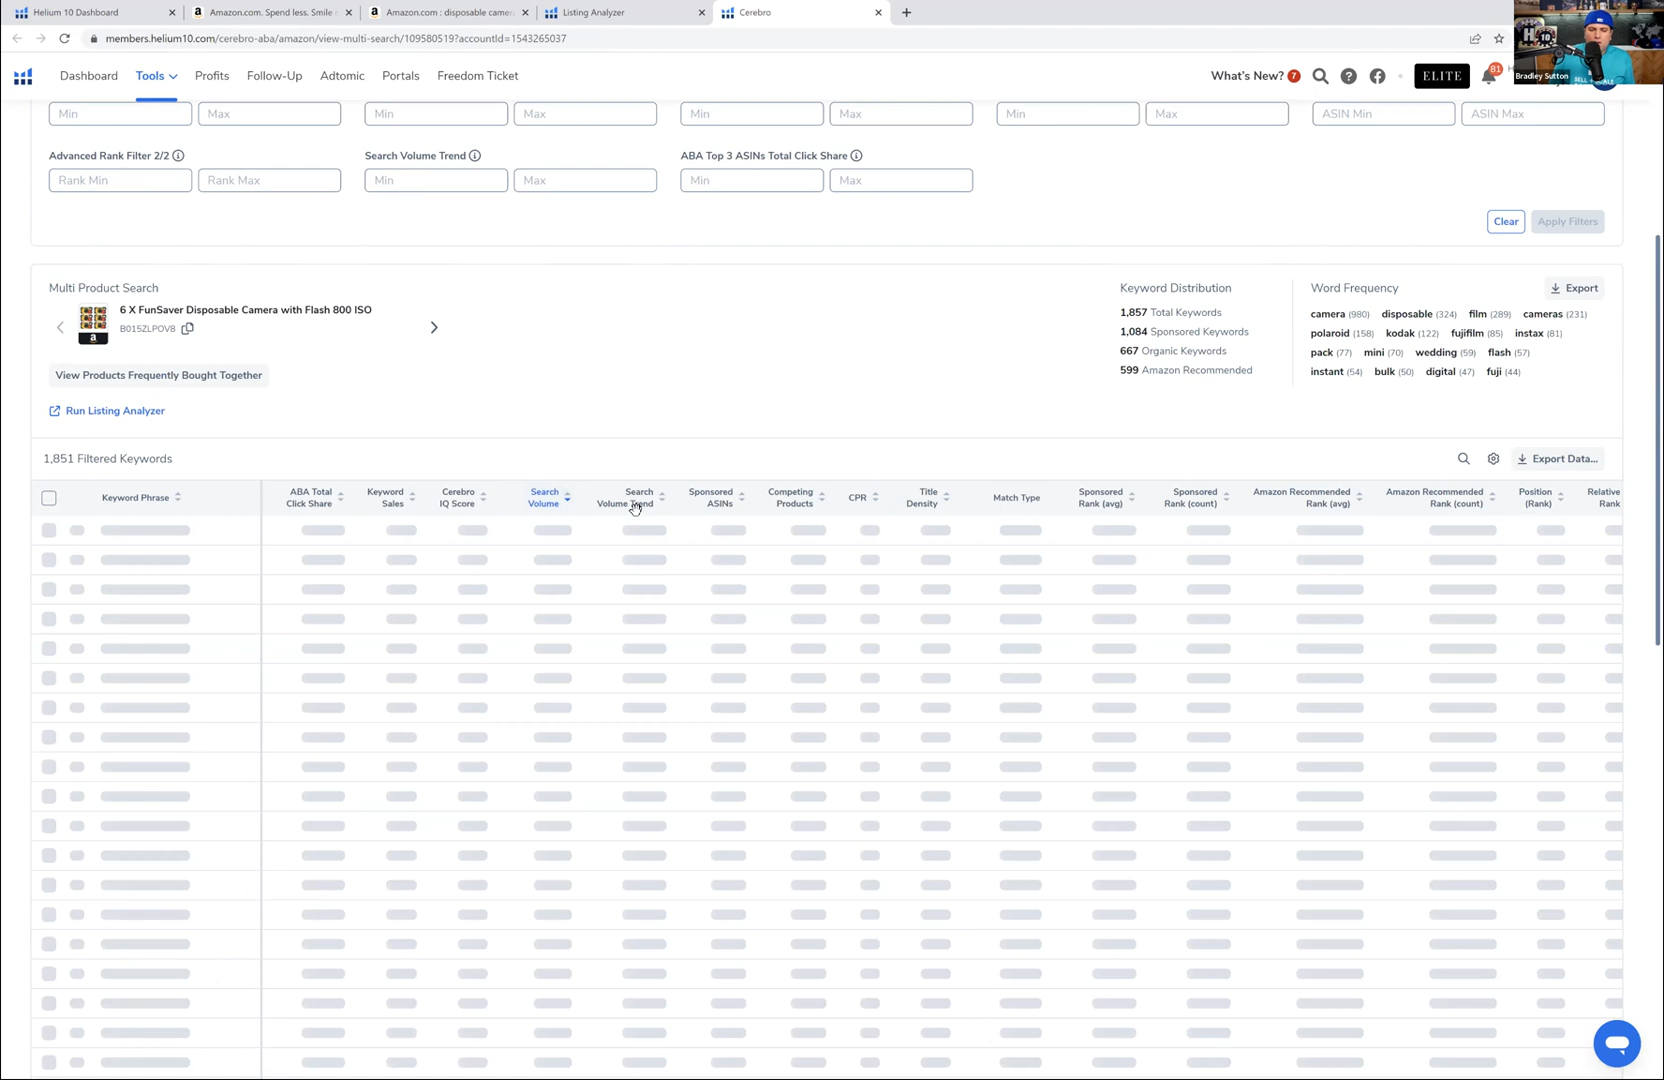 Helium 10 Dashboard
Amazon.com. Spend less. Smile
Amazon.com : disposable camera
Listing Analyzer
Cerebro
members.helium10.com/cerebro-aba/amazon/view-multi-search/109580519?accountId=1543265037
Dashboard Tools Profits Follow-Up Adtomic Portals Freedom Ticket
What's New? 7 ELITE 81
Bradley Sutton
Min Max Min Max Min Max Min Max ASIN Min ASIN Max
Advanced Rank Filter 2/2 Search Volume Trend ABA Top 3 ASINs Total Click Share
Rank Min Rank Max Min Max Min Max
Clear Apply Filters
Multi Product Search
6 X FunSaver Disposable Camera with Flash 800 ISO
B015ZLPOV8
View Products Frequently Bought Together
Run Listing Analyzer
Keyword Distribution
1,857 Total Keywords
1,084 Sponsored Keywords
667 Organic Keywords
599 Amazon Recommended
Word Frequency Export
camera (980) disposable (324) film (289) cameras (231)
polaroid (158) kodak (122) fujifilm (85) instax (81)
pack (77) mini (70) wedding (59) flash (57)
instant (54) bulk (50) digital (47) fuji (44)
1,851 Filtered Keywords
Export Data...
Keyword Phrase
ABA Total
Click Share
Keyword
Sales
Cerebro
IQ Score
Search
Volume
Search
Volume Trend
Sponsored
ASINs
Competing
Products
CPR
Title
Density
Match Type
Sponsored
Rank (avg)
Sponsored
Rank (count)
Amazon Recommended
Rank (avg)
Amazon Recommended
Rank (count)
Position
(Rank)
Relative
Rank